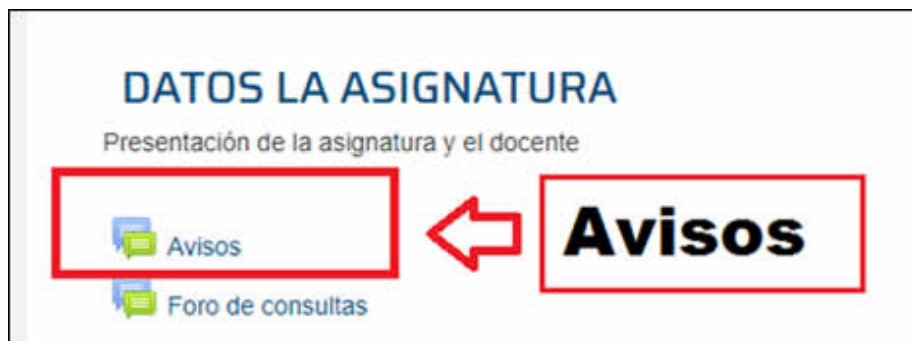 DATOS LA ASIGNATURA
Presentación de la asignatura y el docente
Avisos
Avisos
Foro de consultas